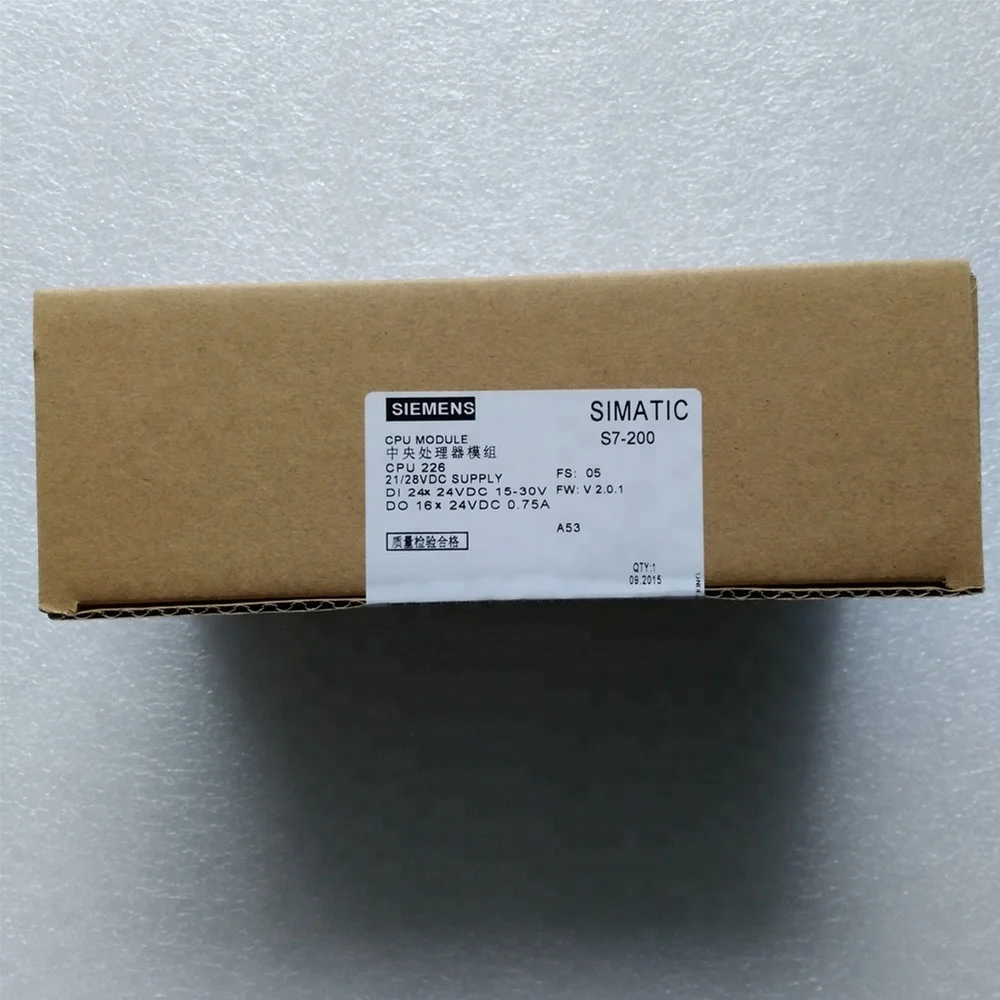 SIEMENS
SIMATIC
S7-200
CPU MODULE
中央处理器模组
CPU 226
21/28VDC SUPPLY
FS: 05
DI 24x 24VDC 15-30V
FW: V 2.0.1
DO 16x 24VDC 0.75A
A53
质量检验合格
QTY:1
09.2015